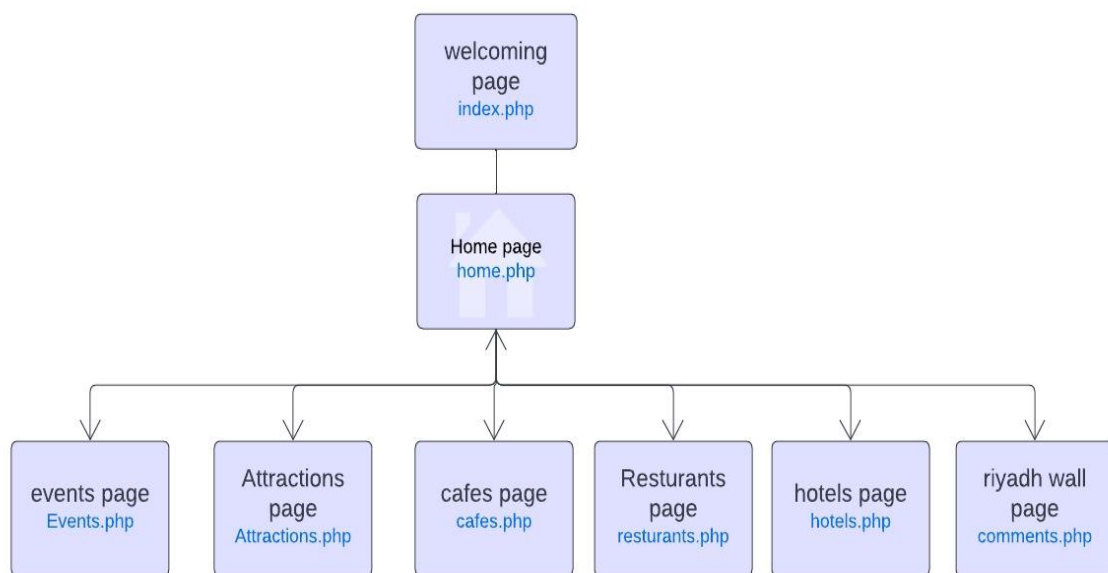 welcoming
page
index.php
Home page
home.php
events page
Events.php
Attractions
page
Attractions.php
cafes page
cafes.php
Resturants
page
resturants.php
hotels page
hotels.php
riyadh wall
page
comments.php